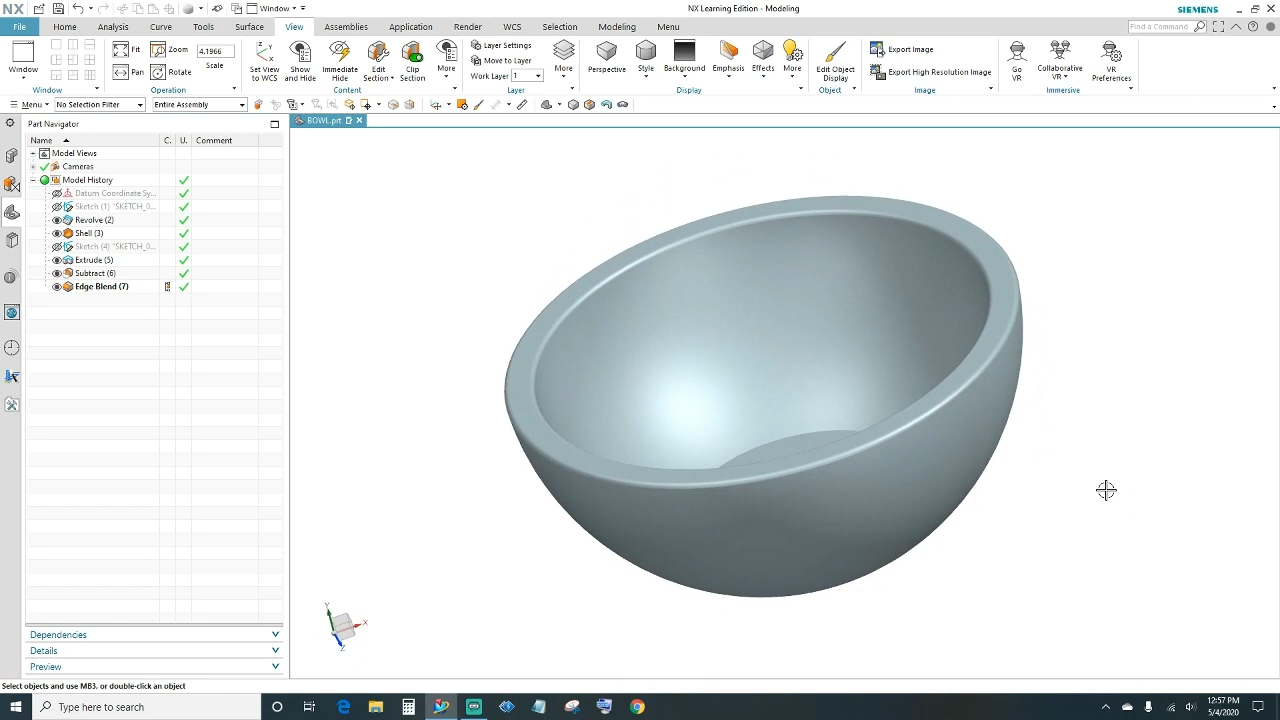 NX
Window
NX Learning Edition - Modeling
SIEMENS
File
Home
Analysis
Curve
Tools
Surface
View
Assemblies
Application
Render
WCS
Selection
Modeling
Menu
Find a Command
Window
Fit
Pan
Zoom
Rotate
4.1966
Scale
Set View
to WCS
Show
and Hide
Immediate
Hide
Edit
Section
Clip
Section
More
Layer Settings
Move to Layer
Work Layer 1
More
Perspective
Style
Background
Emphasis
Effects
More
Edit Object
Display
Export Image
Export High Resolution Image
Go
VR
Collaborative
VR
VR
Preferences
Window
Operation
Content
Layer
Display
Object
Image
Immersive
Menu
No Selection Filter
Entire Assembly
Part Navigator
BOWL.prt
Name
C.
U.
Comment
Model Views
Cameras
Model History
Datum Coordinate Sy...
Sketch (1) "SKETCH_0...
Revolve (2)
Shell (3)
Sketch (4) "SKETCH_0...
Extrude (5)
Subtract (6)
Edge Blend (7)
Y
X
Z
Dependencies
Details
Preview
Select objects and use MB3, or double-click an object
Type here to search
12:57 PM
5/4/2020